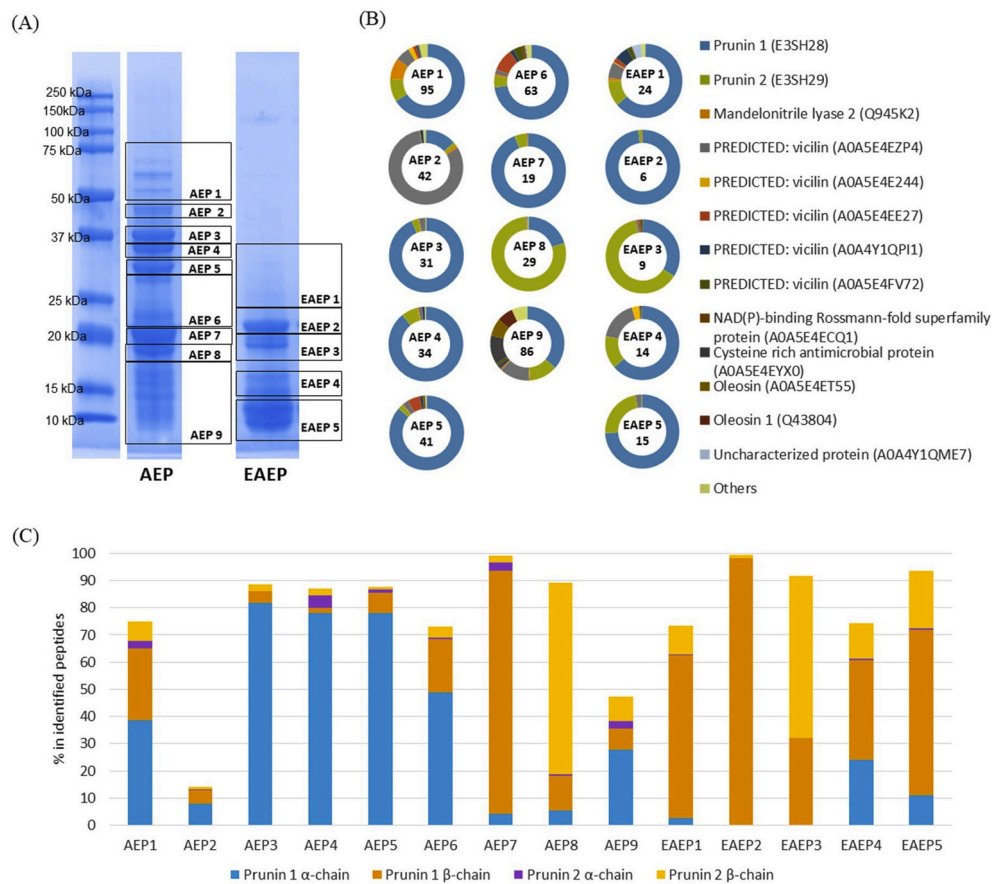 (A)
250 kDa
150kDa
100 kDa
75 kDa
50 kDa
37 kDa
25 kDa
20 kDa
15 kDa
10 kDa
AEP 1
AEP 2
AEP 3
AEP 4
AEP 5
AEP 6
AEP 7
AEP 8
AEP 9
EAEP 1
EAEP 2
EAEP 3
EAEP 4
EAEP 5
AEP
EAEP
(B)
AEP 1
95
AEP 6
63
EAEP 1
24
AEP 2
42
AEP 7
19
EAEP 2
6
AEP 3
31
AEP 8
29
EAEP 3
9
AEP 4
34
AEP 9
86
EAEP 4
14
AEP 5
41
EAEP 5
15
Prunin 1 (E3SH28)
Prunin 2 (E3SH29)
Mandelonitrile lyase 2 (Q945K2)
PREDICTED: vicilin (A0A5E4EZP4)
PREDICTED: vicilin (A0A5E4E244)
PREDICTED: vicilin (A0A5E4EE27)
PREDICTED: vicilin (A0A4Y1QPI1)
PREDICTED: vicilin (A0A5E4FV72)
NAD(P)-binding Rossmann-fold superfamily
protein (A0A5E4ECQ1)
Cysteine rich antimicrobial protein
(A0A5E4EYX0)
Oleosin (A0A5E4ET55)
Oleosin 1 (Q43804)
Uncharacterized protein (A0A4Y1QME7)
Others
(C)
% in identified peptides
100
90
80
70
60
50
40
30
20
10
0
AEP1 AEP2 AEP3 AEP4 AEP5 AEP6 AEP7 AEP8 AEP9 EAEP1 EAEP2 EAEP3 EAEP4 EAEP5
Prunin 1 α-chain Prunin 1 β-chain Prunin 2 α-chain Prunin 2 β-chain